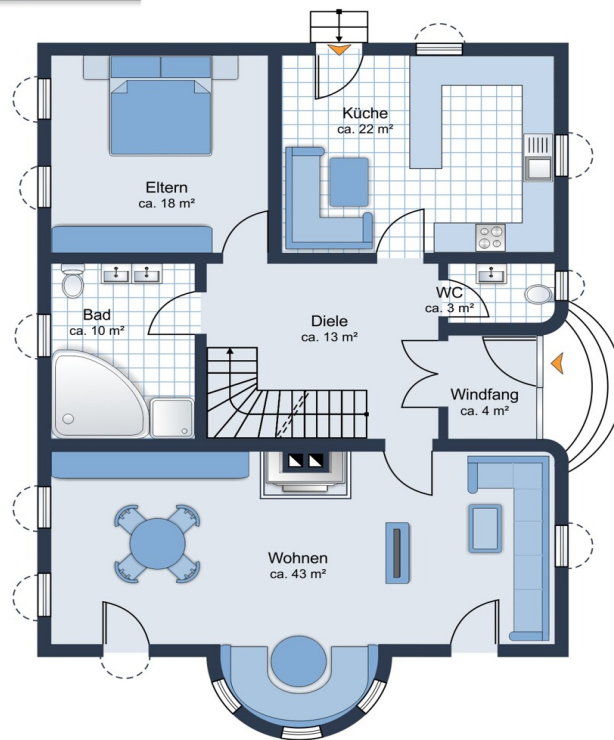 Küche
ca. 22 m²
Eltern
ca. 18 m²
Bad
ca. 10 m²
Diele
ca. 13 m²
WC
ca. 3 m²
Windfang
ca. 4 m²
Wohnen
ca. 43 m²